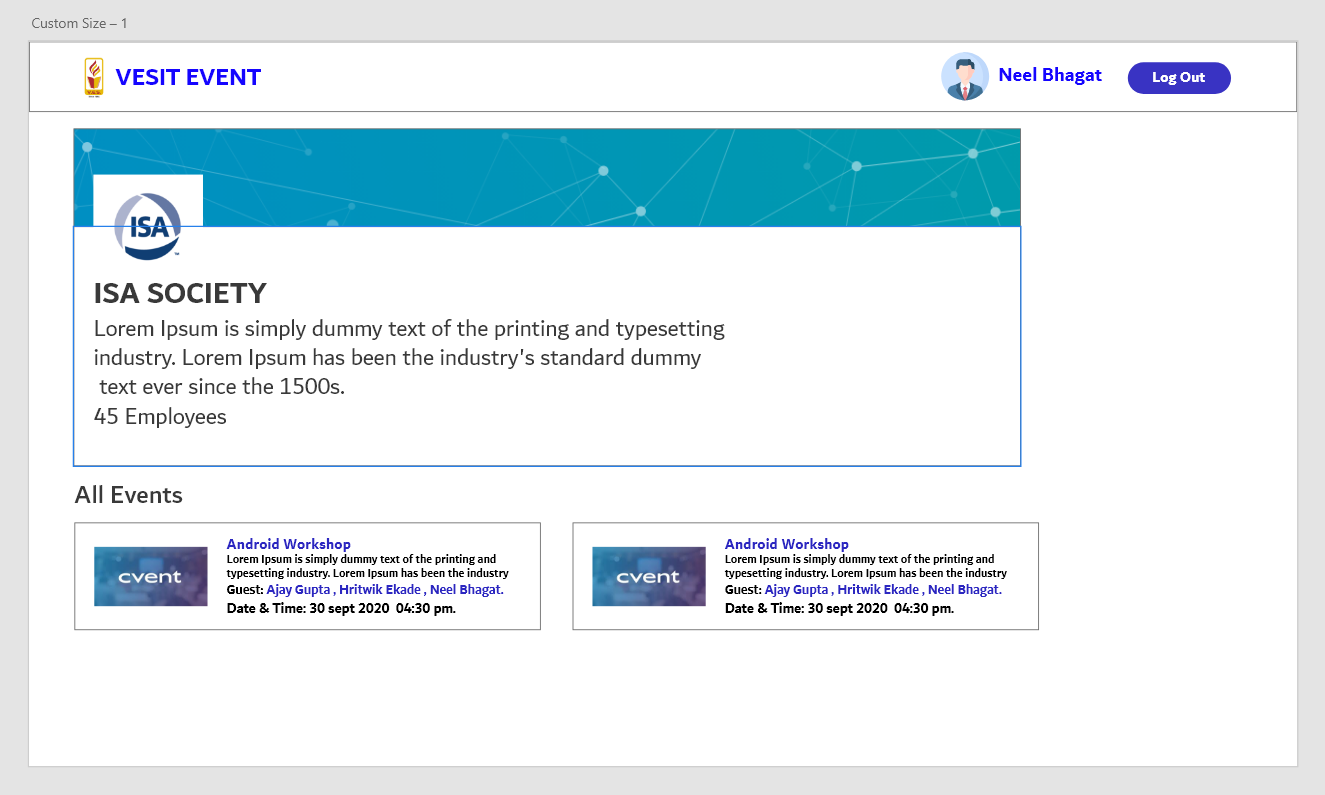 Custom Size – 1
VESIT EVENT
Neel Bhagat
Log Out
ISA
ISA SOCIETY
Lorem Ipsum is simply dummy text of the printing and typesetting
industry. Lorem Ipsum has been the industry's standard dummy
text ever since the 1500s.
45 Employees
All Events
cvent
Android Workshop
Lorem Ipsum is simply dummy text of the printing and
typesetting industry. Lorem Ipsum has been the industry
Guest: Ajay Gupta , Hritwik Ekade , Neel Bhagat.
Date & Time: 30 sept 2020 04:30 pm.
cvent
Android Workshop
Lorem Ipsum is simply dummy text of the printing and
typesetting industry. Lorem Ipsum has been the industry
Guest: Ajay Gupta , Hritwik Ekade , Neel Bhagat.
Date & Time: 30 sept 2020 04:30 pm.